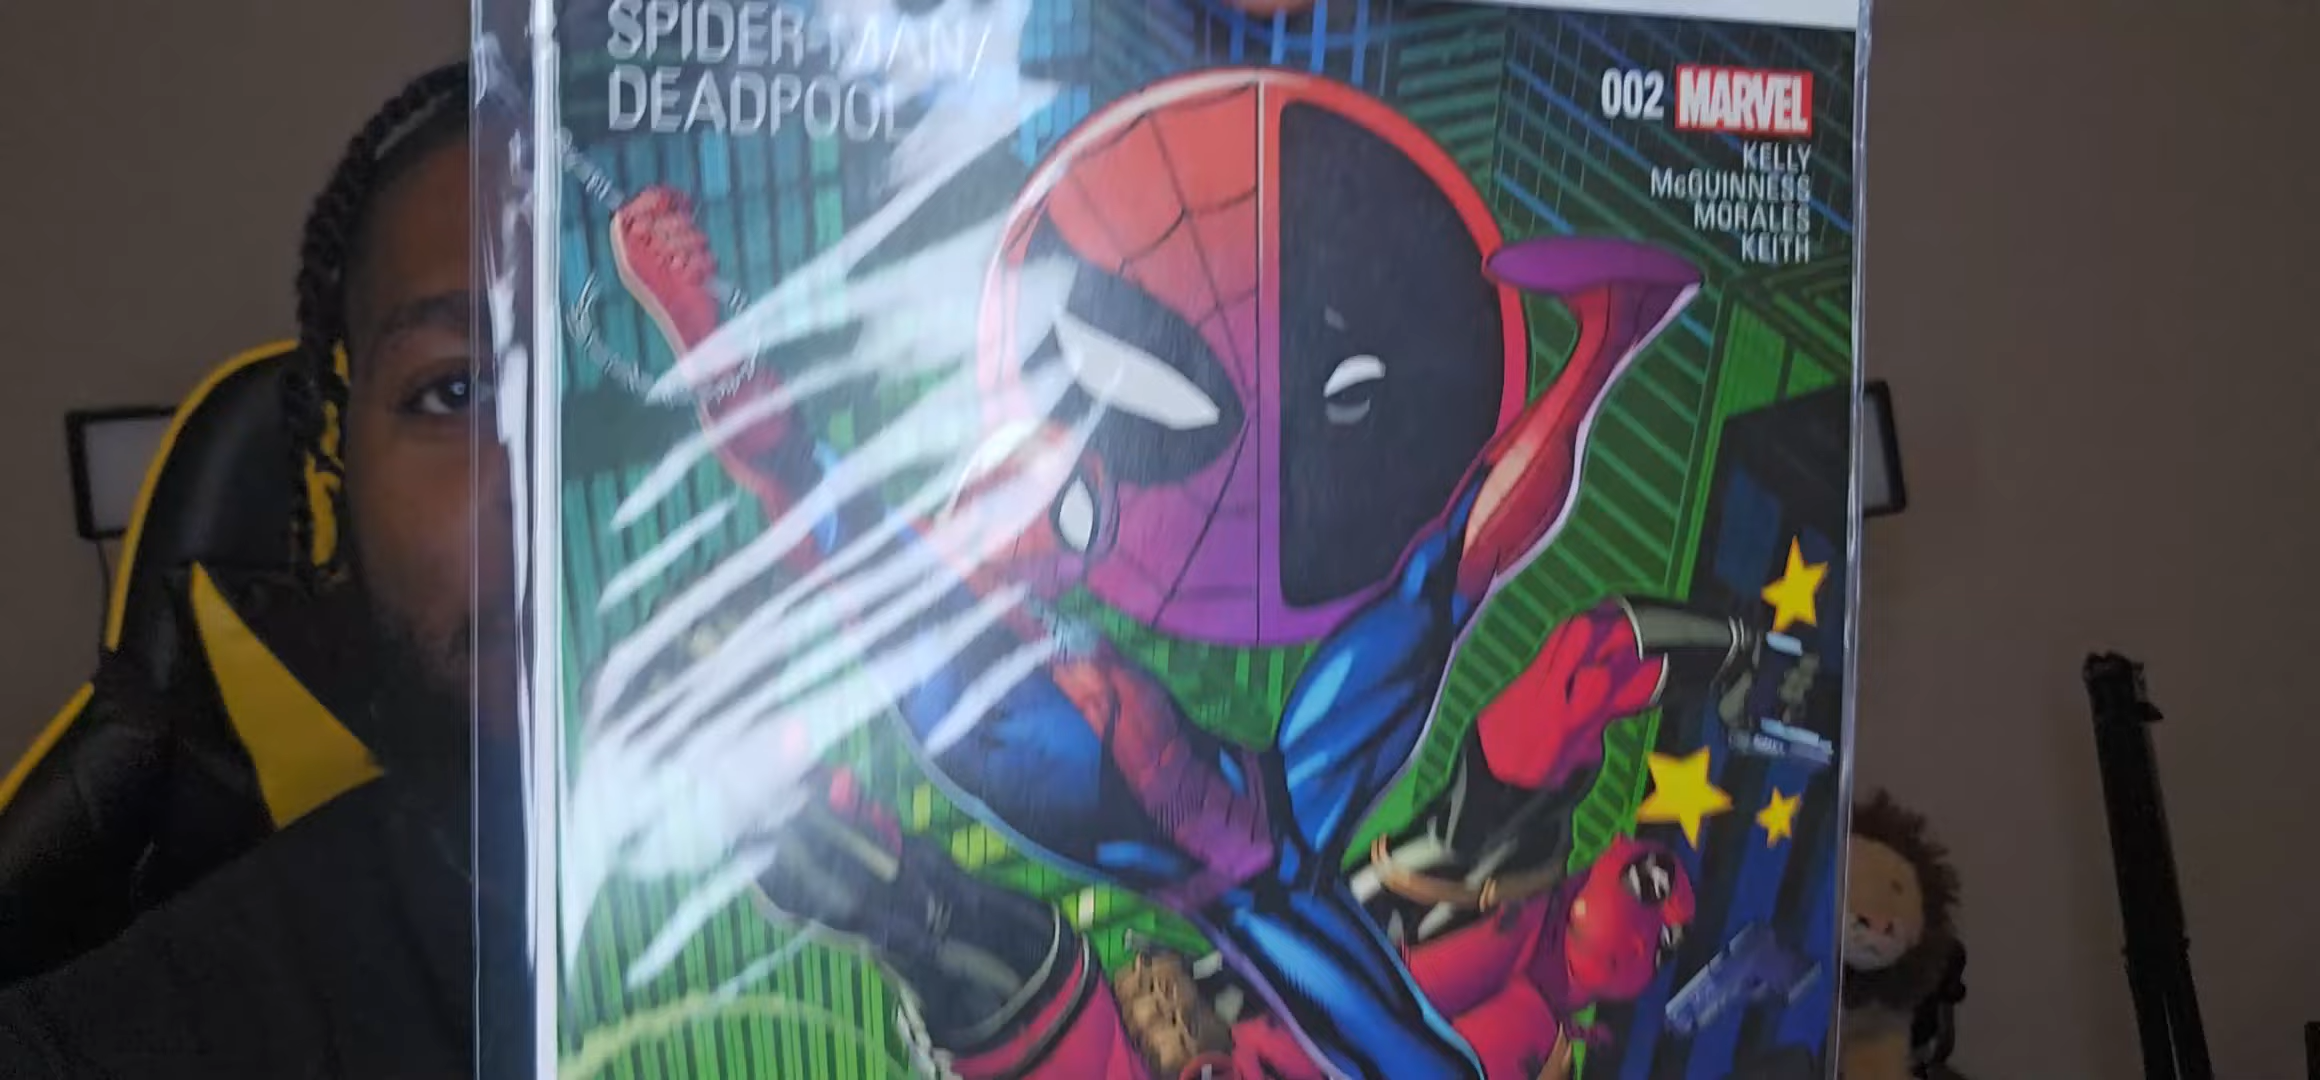 SPIDER-MAN/
DEADPOOL
002 MARVEL
KELLY
McGUINNESS
MORALES
KEITH